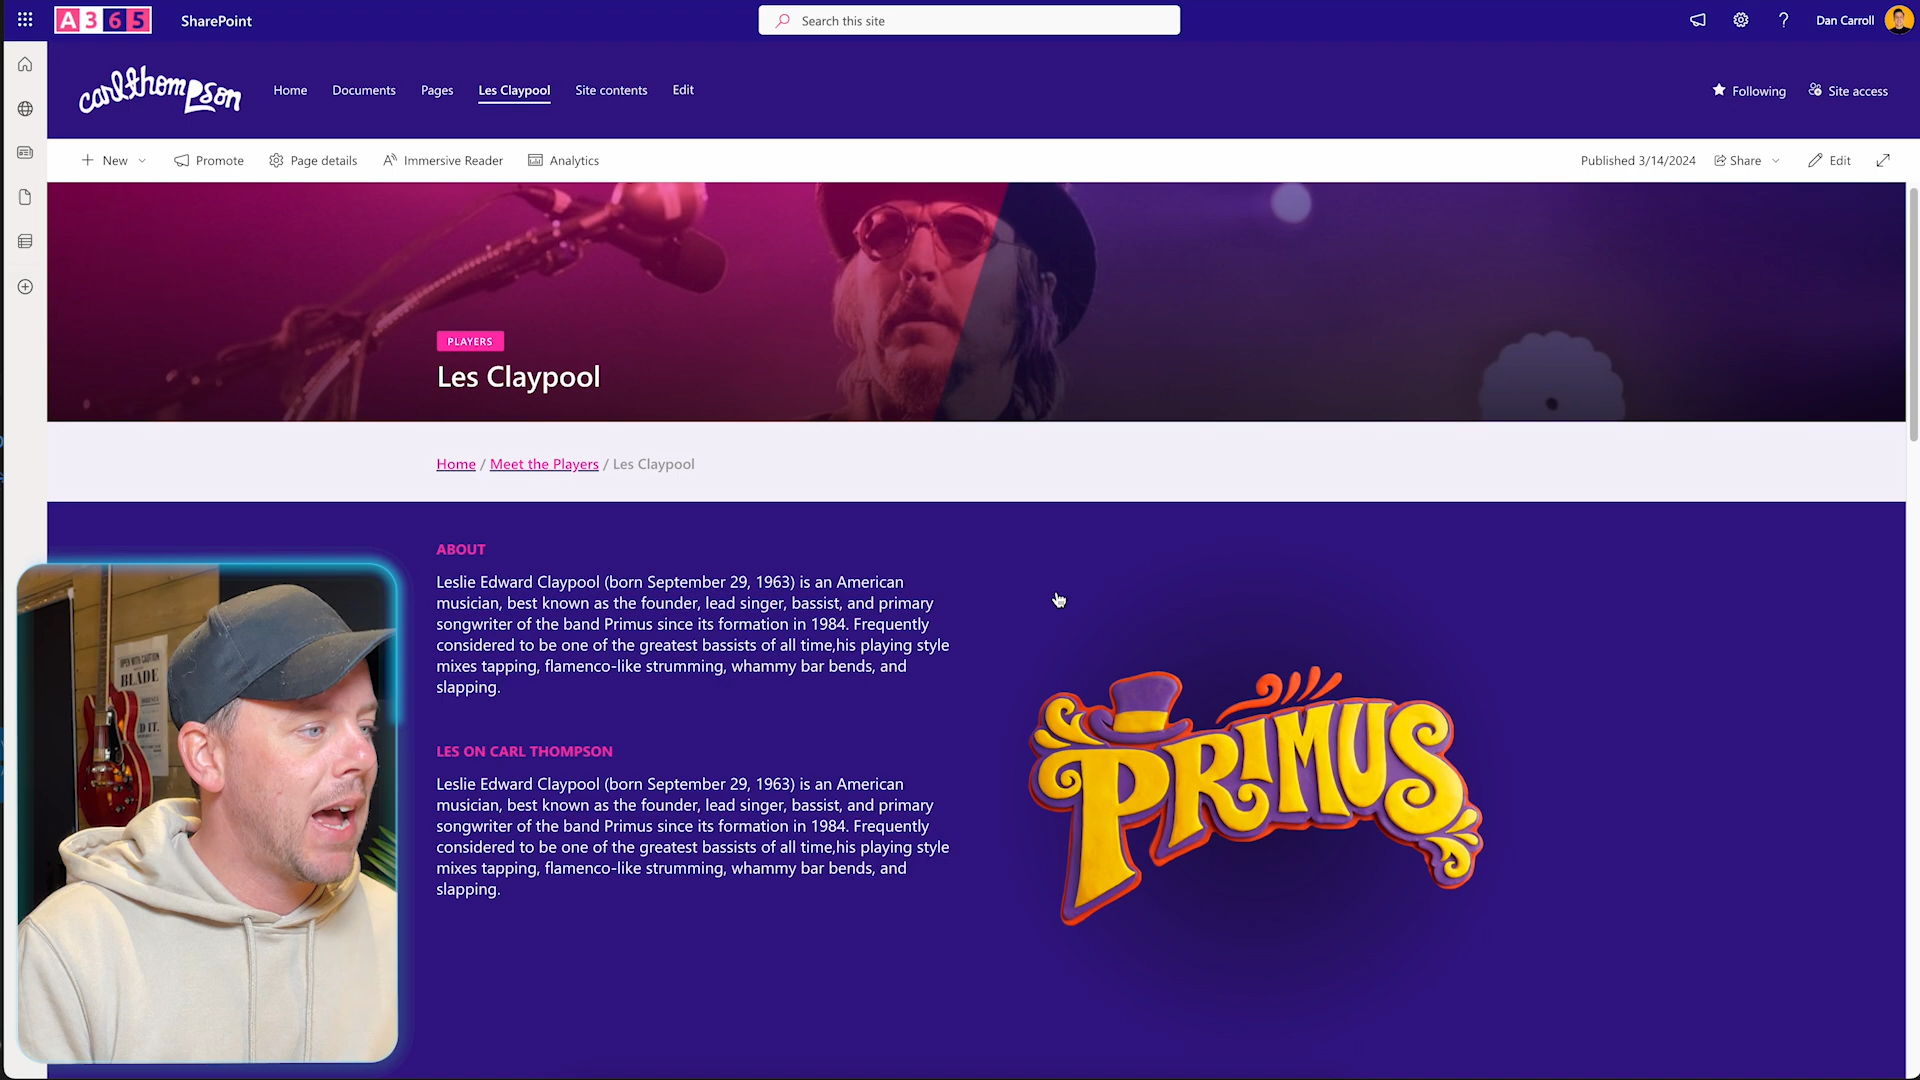 A365
SharePoint
Search this site
Dan Carroll
carlthompson
Home
Documents
Pages
Les Claypool
Site contents
Edit
Following
Site access
New
Promote
Page details
Immersive Reader
Analytics
Published 3/14/2024
Share
Edit
PLAYERS
Les Claypool
Home / Meet the Players / Les Claypool
ABOUT
Leslie Edward Claypool (born September 29, 1963) is an American
musician, best known as the founder, lead singer, bassist, and primary
songwriter of the band Primus since its formation in 1984. Frequently
considered to be one of the greatest bassists of all time,his playing style
mixes tapping, flamenco-like strumming, whammy bar bends, and
slapping.
LES ON CARL THOMPSON
Leslie Edward Claypool (born September 29, 1963) is an American
musician, best known as the founder, lead singer, bassist, and primary
songwriter of the band Primus since its formation in 1984. Frequently
considered to be one of the greatest bassists of all time,his playing style
mixes tapping, flamenco-like strumming, whammy bar bends, and
slapping.
PRIMUS
OPEN WITH CAUTION
BLADE